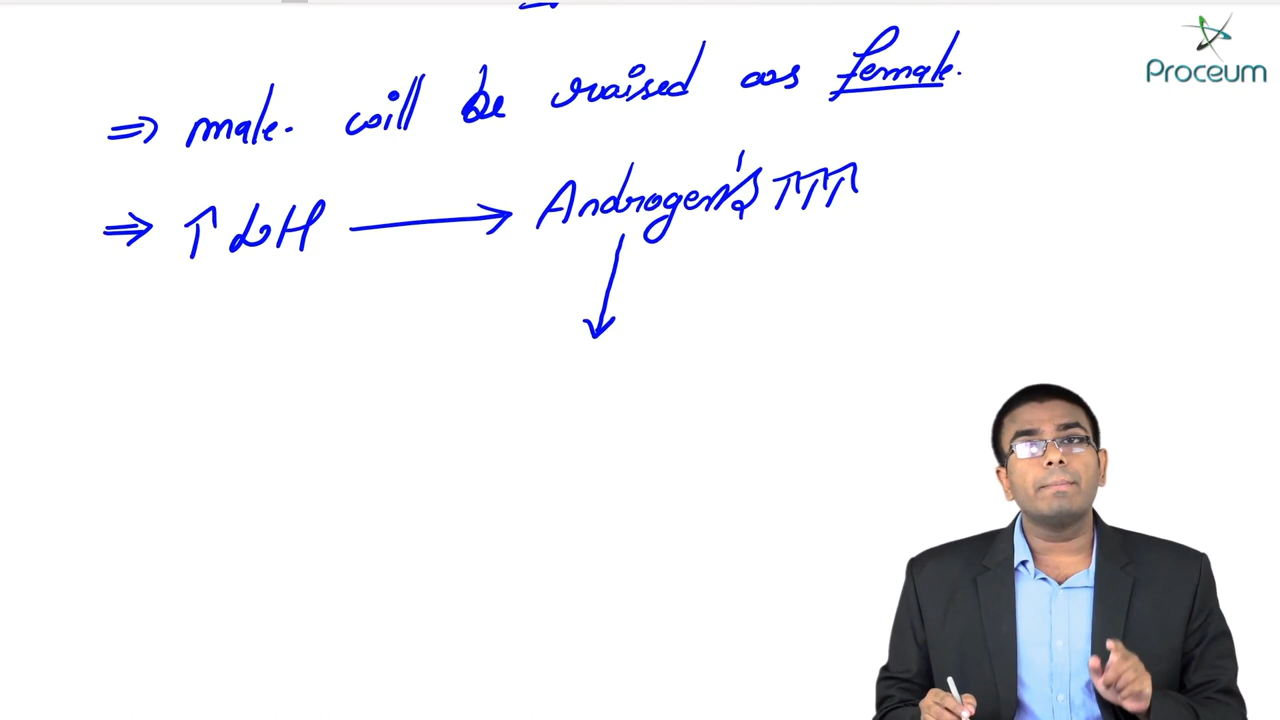 Proceum
⇒ male. will be raised as female.
⇒ ↑ LH → Androgen's ↑↑↑